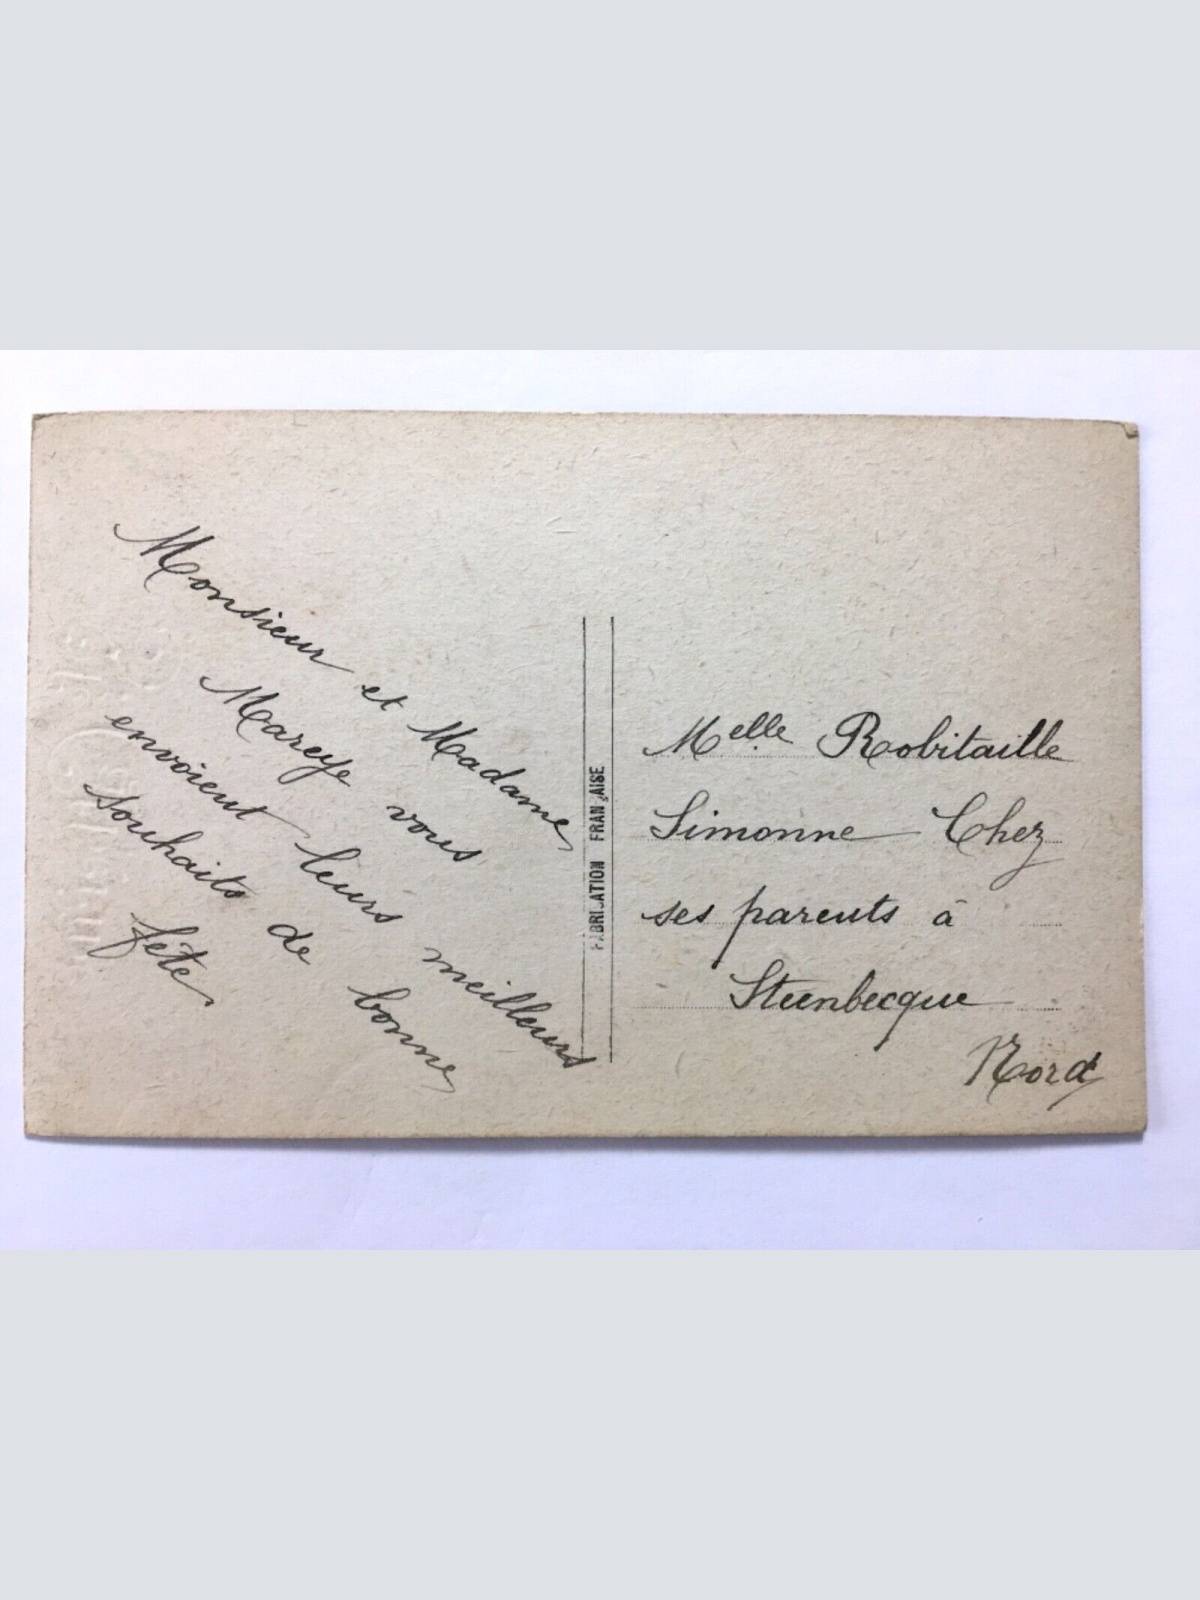 Monsieur et Madame
Mareye vous
envoient leurs meilleurs
souhaits de bonne
fête
FABRICATION FRANÇAISE
Melle Robitaille
Simonne Chez
ses parents à
Steenbecque
Nord